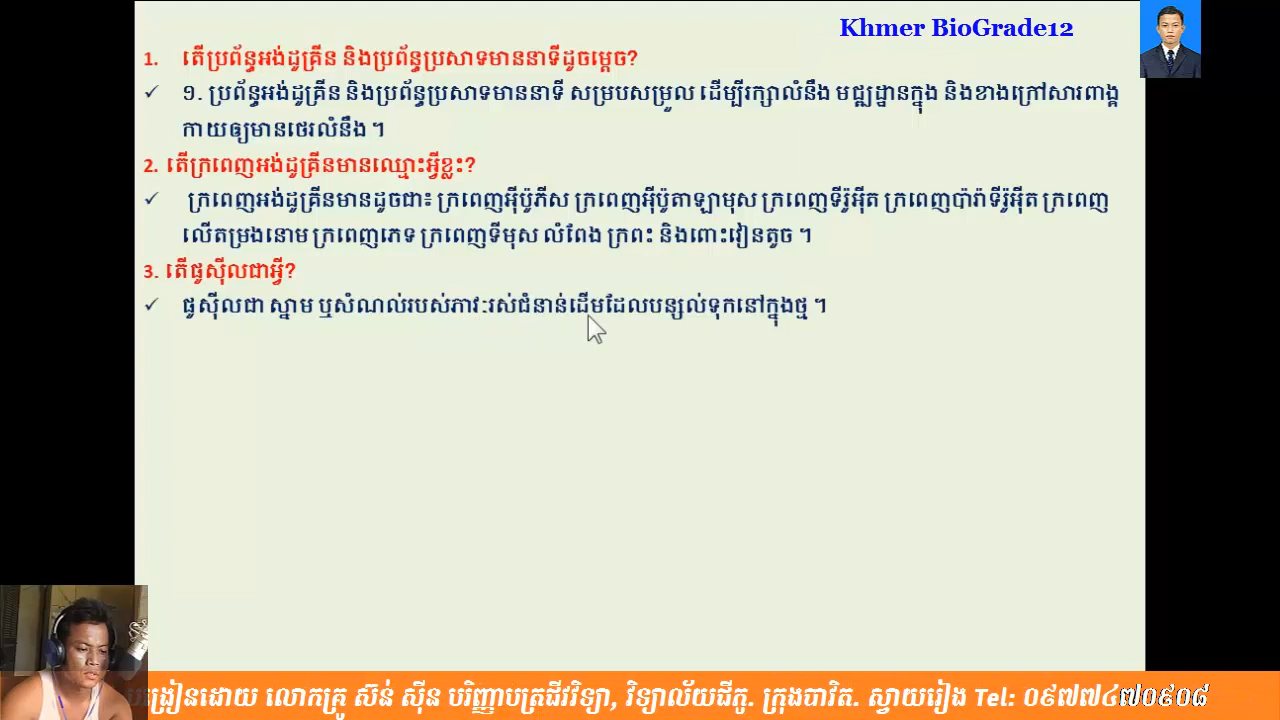 Khmer BioGrade12
1. តើប្រព័ន្ធអង់ដូគ្រីន និងប្រព័ន្ធប្រសាទមាននាទីដូចម្ដេច?
✓ ១. ប្រព័ន្ធអង់ដូគ្រីន និងប្រព័ន្ធប្រសាទមាននាទី សម្របសម្រួល ដើម្បីរក្សាលំនឹង មជ្ឈដ្ឋានក្នុង និងខាងក្រៅសារពាង្គ
កាយឲ្យមានថេរលំនឹង ។
2. តើក្រពេញអង់ដូគ្រីនមានឈ្មោះអ្វីខ្លះ?
✓ ក្រពេញអង់ដូគ្រីនមានដូចជា៖ ក្រពេញអ៊ីប៉ូភីស ក្រពេញអ៊ីប៉ូតាឡាមុស ក្រពេញទីរ៉ូអ៊ីត ក្រពេញប៉ារ៉ាទីរ៉ូអ៊ីត ក្រពេញ
លើតម្រងនោម ក្រពេញភេទ ក្រពេញទីមុស លំពែង ក្រពះ និងពោះវៀនតូច ។
3. តើផូស៊ីលជាអ្វី?
✓ ផូស៊ីលជា ស្នាម ឬសំណល់របស់ភាវៈរស់ជំនាន់ដើមដែលបន្សល់ទុកនៅក្នុងថ្ម ។
បង្រៀនដោយ លោកគ្រូ ស៊ន់ ស៊ីន បរិញ្ញាបត្រជីវវិទ្យា, វិទ្យាល័យជីភូ. ក្រុងបាវិត. ស្វាយរៀង Tel: ០៩៧៧៤៧០៩០៨